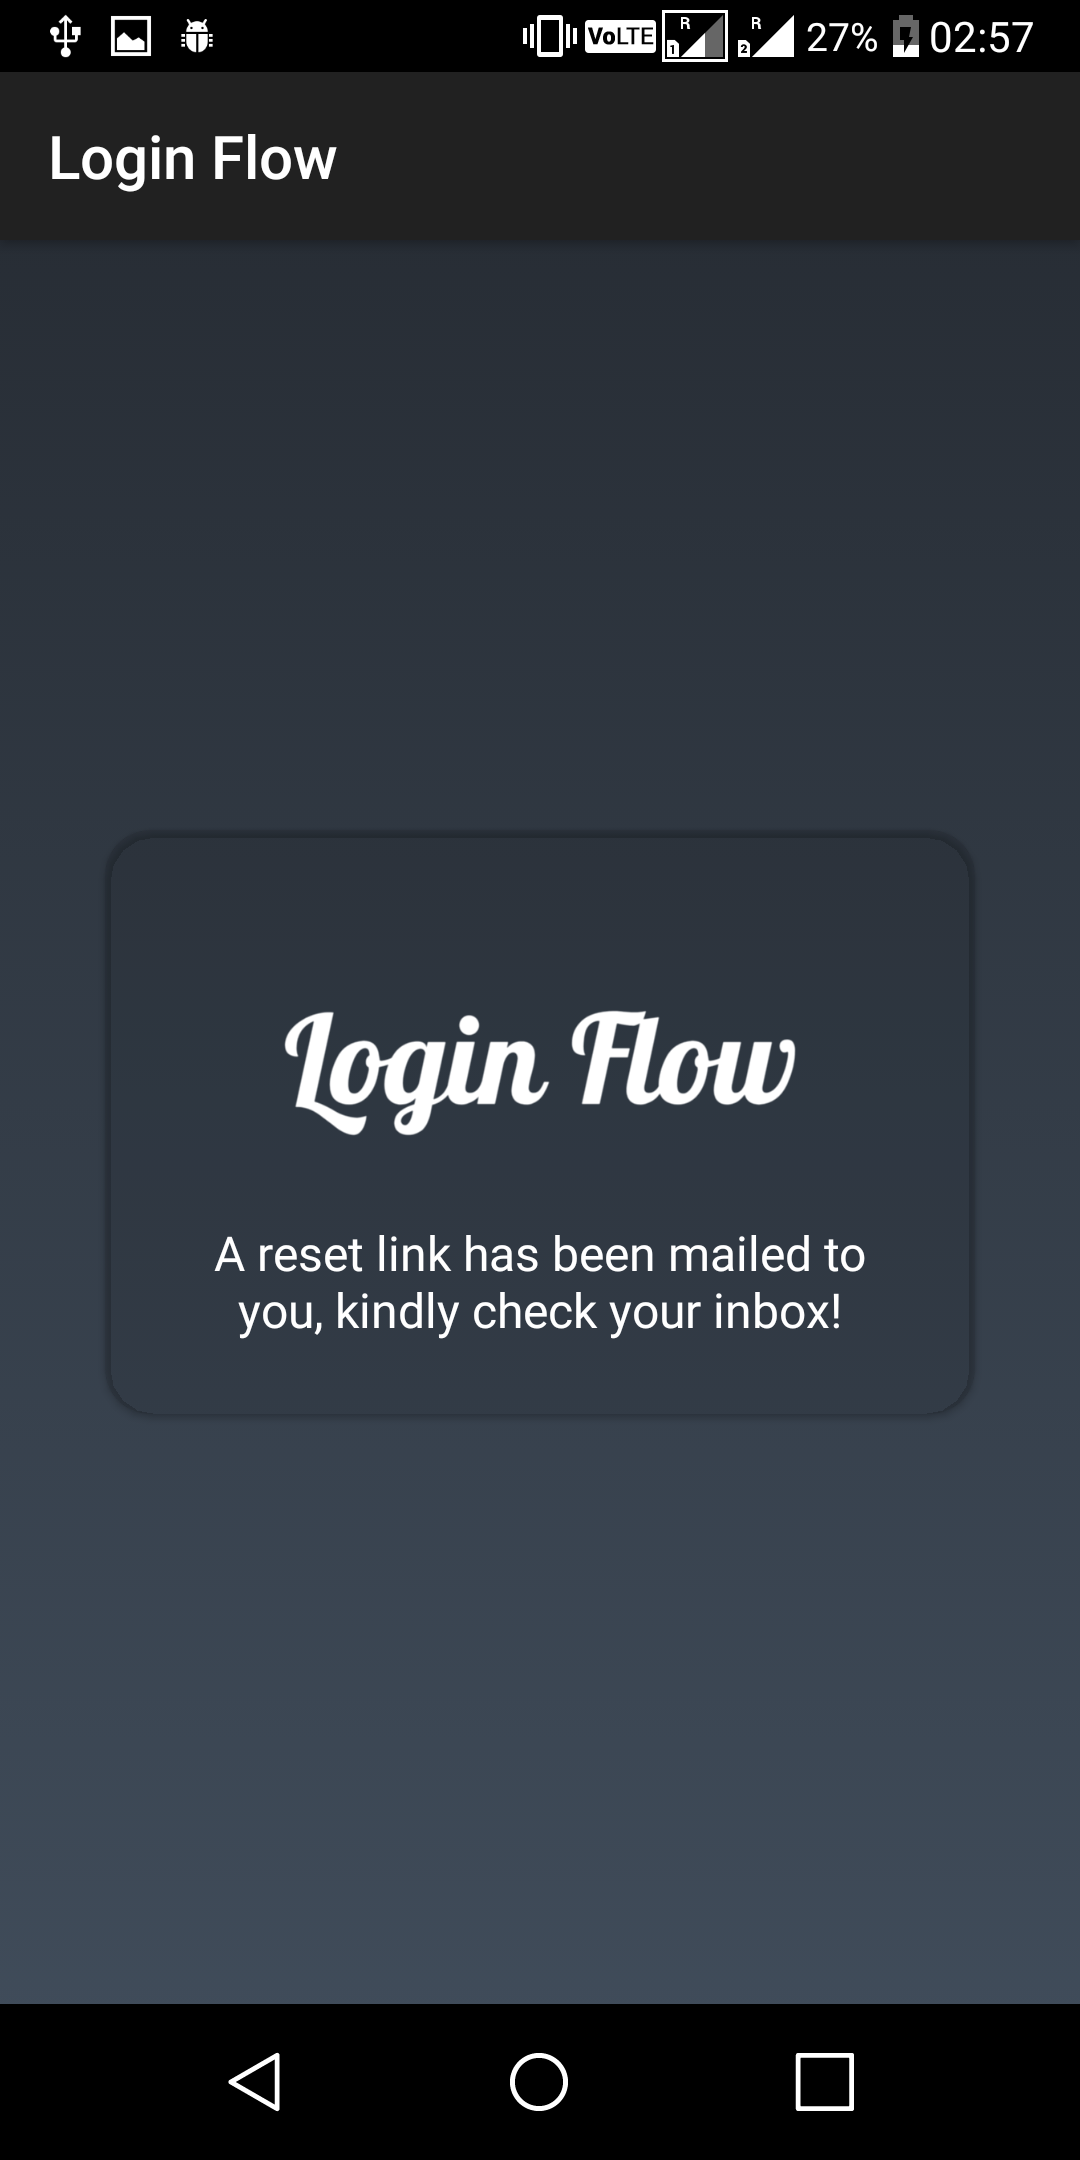 VoLTE R 1 R 2 27% 02:57
Login Flow
Login Flow
A reset link has been mailed to
you, kindly check your inbox!